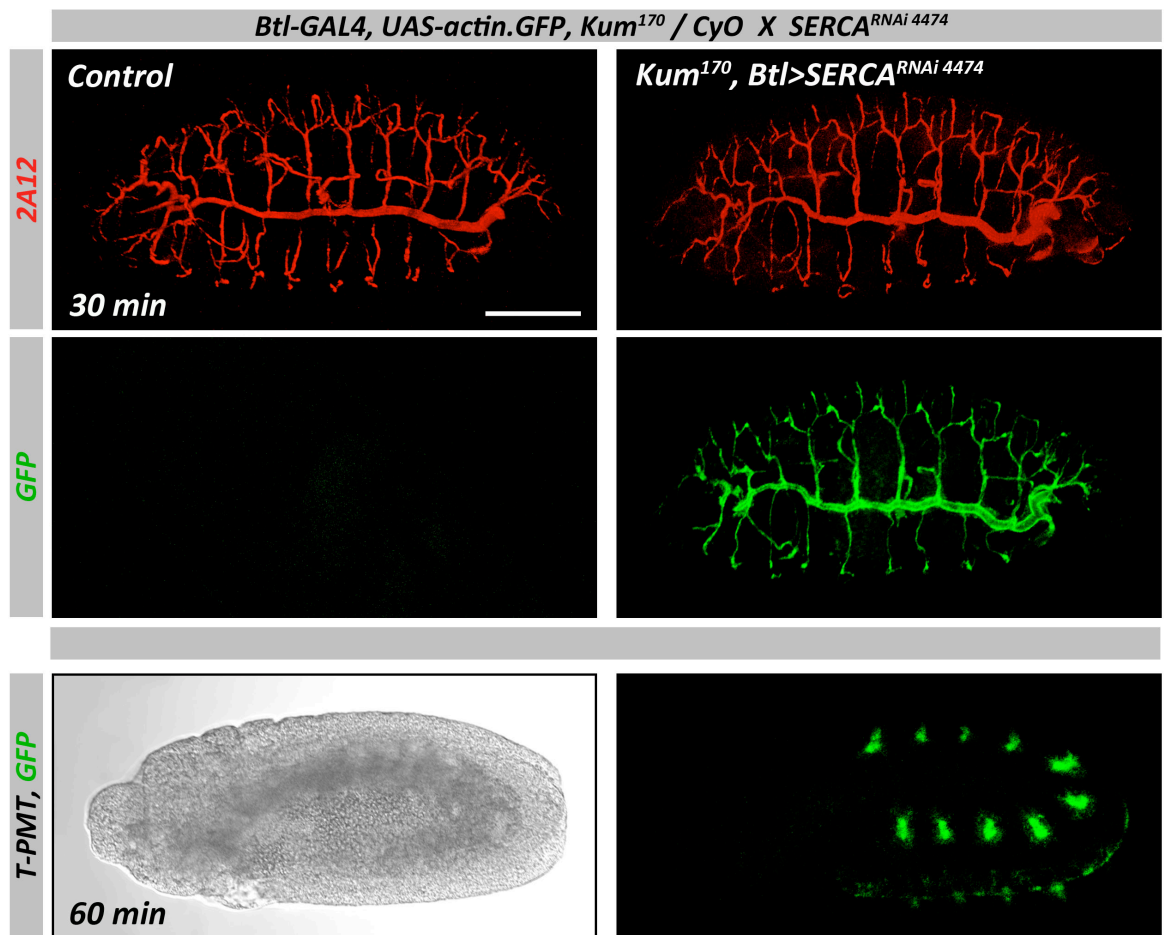 Btl-GAL4, UAS-actin.GFP, Kum170 / CyO X SERCARNAi 4474
Control
Kum170, Btl>SERCARNAi 4474
2A12
30 min
GFP
T-PMT, GFP
60 min